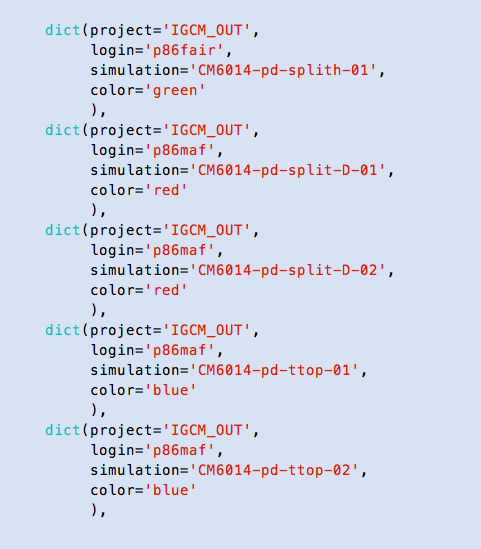 dict(project='IGCM_OUT',
login='p86fair',
simulation='CM6014-pd-splith-01',
color='green'
),
dict(project='IGCM_OUT',
login='p86maf',
simulation='CM6014-pd-split-D-01',
color='red'
),
dict(project='IGCM_OUT',
login='p86maf',
simulation='CM6014-pd-split-D-02',
color='red'
),
dict(project='IGCM_OUT',
login='p86maf',
simulation='CM6014-pd-ttop-01',
color='blue'
),
dict(project='IGCM_OUT',
login='p86maf',
simulation='CM6014-pd-ttop-02',
color='blue'
),